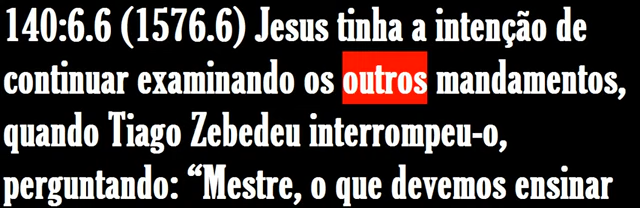 140:6.6 (1576.6) Jesus tinha a intenção de
continuar examinando os outros mandamentos,
quando Tiago Zebedeu interrompeu-o,
perguntando: “Mestre, o que devemos ensinar